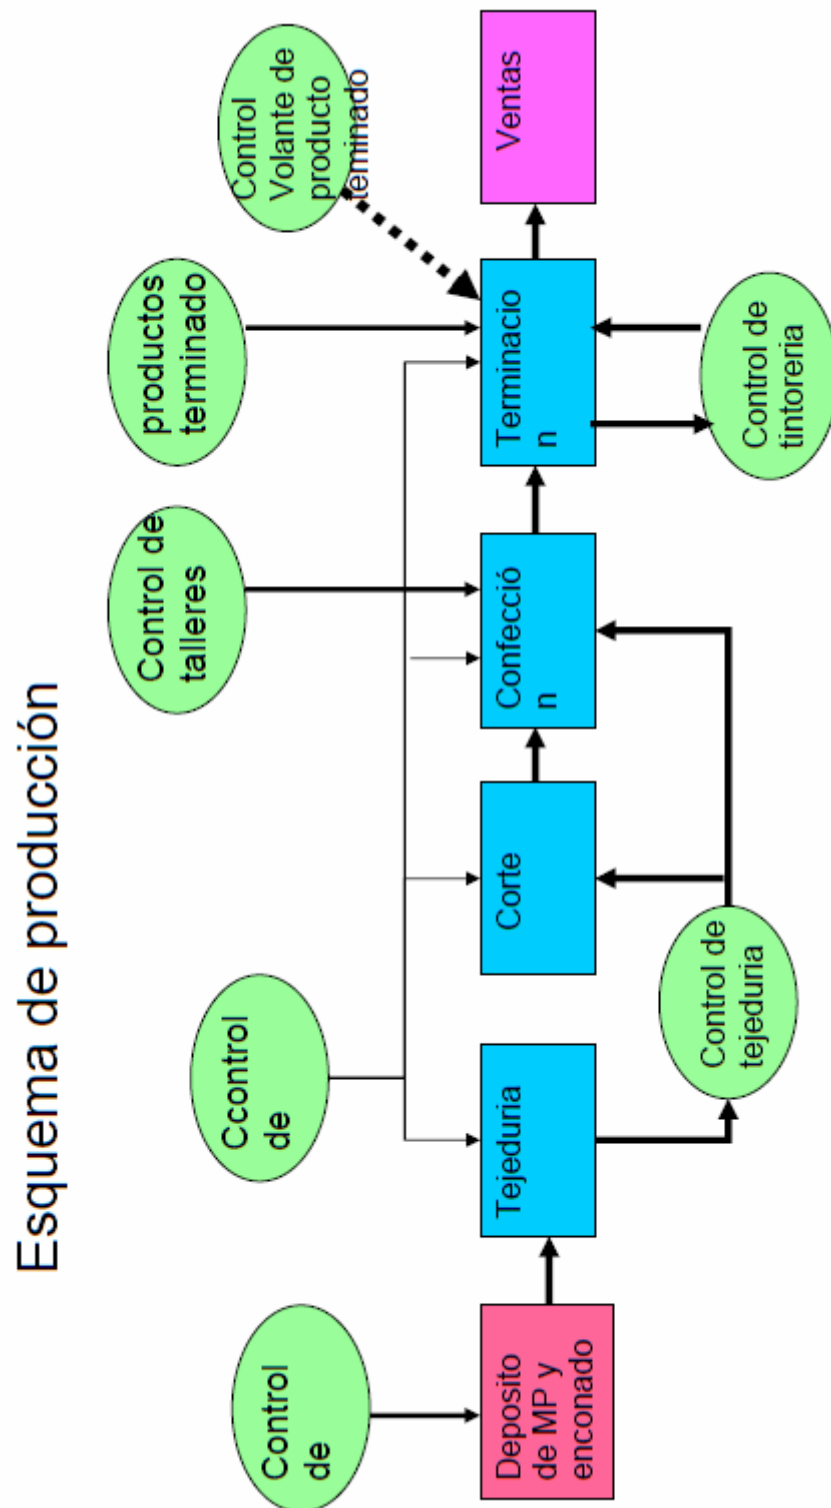 Esquema de producción
Control
de
Ccontrol
de
Control de
talleres
productos
terminado
Control
Volante de
producto
teminado
Deposito
de MP y
enconado
Tejeduria
Corte
Confecció
n
Terminacio
n
Ventas
Control de
tejeduria
Control de
tintoreria